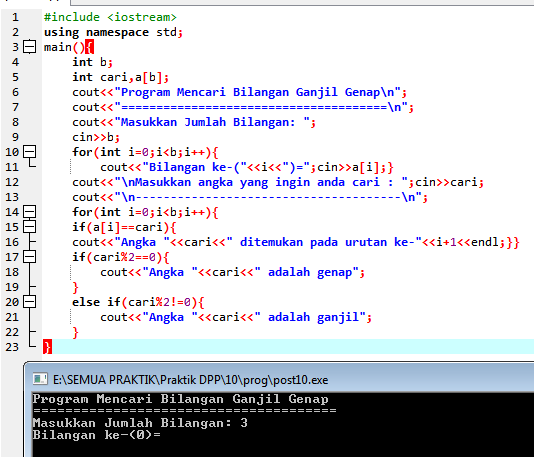 1 #include <iostream>
2 using namespace std;
3 main(){
4 int b;
5 int cari,a[b];
6 cout<<"Program Mencari Bilangan Ganjil Genap\n";
7 cout<<"======================================\n";
8 cout<<"Masukkan Jumlah Bilangan: ";
9 cin>>b;
10 for(int i=0;i<b;i++){
11 cout<<"Bilangan ke-("<<i<<")=";cin>>a[i];}
12 cout<<"\nMasukkan angka yang ingin anda cari : ";cin>>cari;
13 cout<<"\n--------------------------------------\n";
14 for(int i=0;i<b;i++){
15 if(a[i]==cari){
16 cout<<"Angka "<<cari<<" ditemukan pada urutan ke-"<<i+1<<endl;}}
17 if(cari%2==0){
18 cout<<"Angka "<<cari<<" adalah genap";
19 }
20 else if(cari%2!=0){
21 cout<<"Angka "<<cari<<" adalah ganjil";
22 }
23 }
E:\SEMUA PRAKTIK\Praktik DPP\10\prog\post10.exe
Program Mencari Bilangan Ganjil Genap
======================================
Masukkan Jumlah Bilangan: 3
Bilangan ke-(0)=